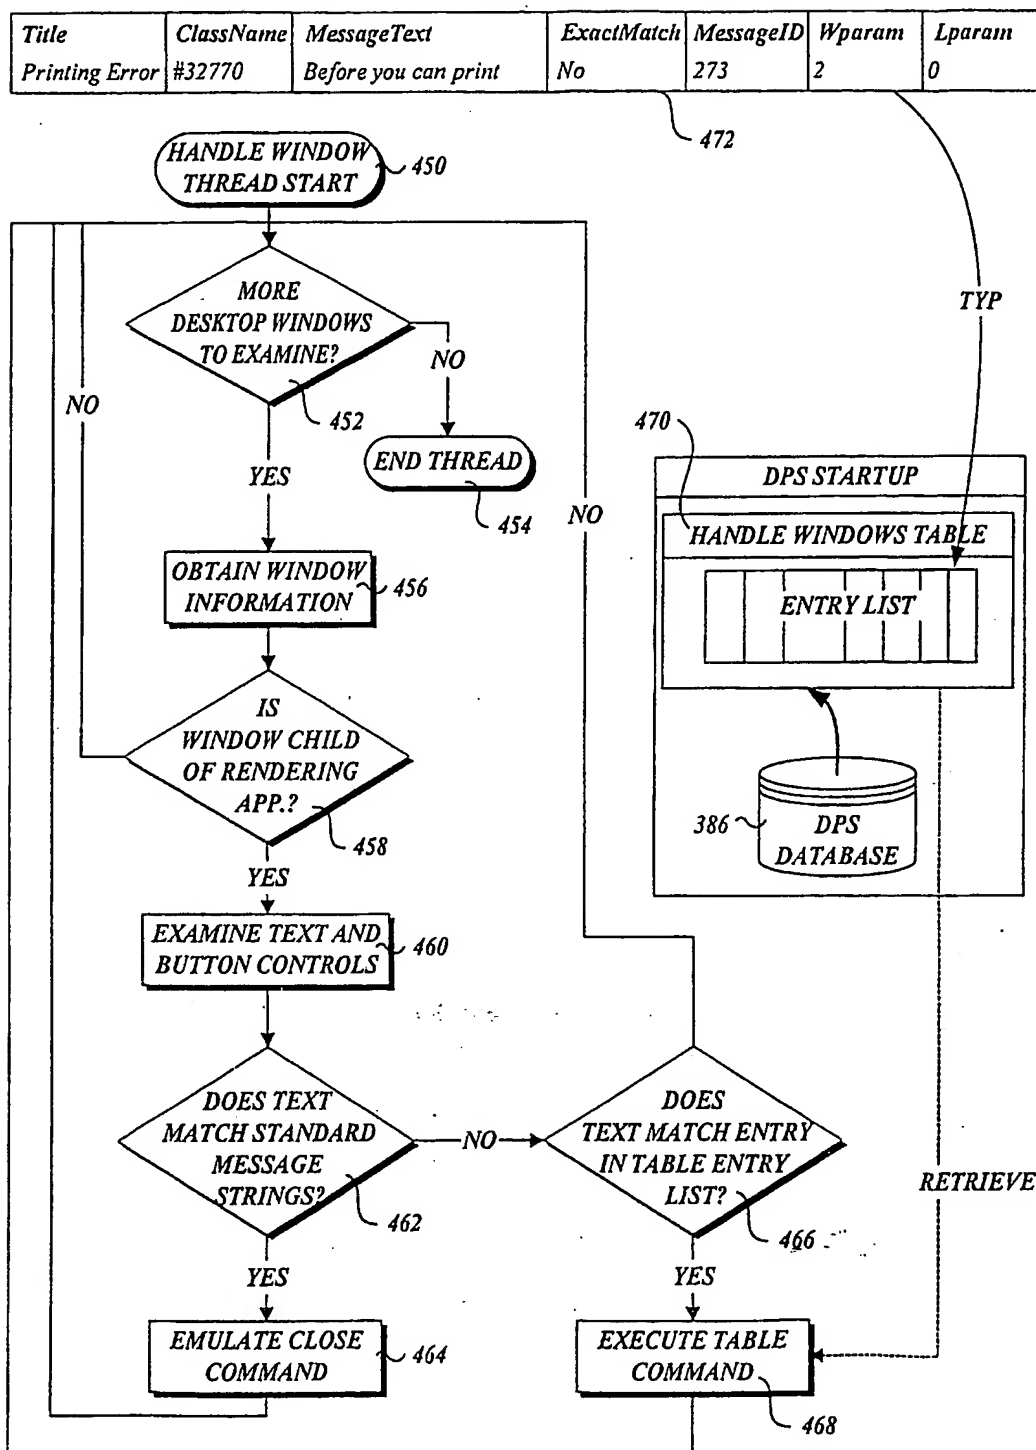 Title ClassName MessageText ExactMatch MessageID Wparam Lparam
Printing Error #32770 Before you can print No 273 2 0
472
HANDLE WINDOW
THREAD START
450
MORE
DESKTOP WINDOWS
TO EXAMINE?
452
NO
END THREAD
454
YES
NO
NO
TYP
OBTAIN WINDOW
INFORMATION
456
IS
WINDOW CHILD
OF RENDERING
APP.?
458
YES
EXAMINE TEXT AND
BUTTON CONTROLS
460
DOES TEXT
MATCH STANDARD
MESSAGE
STRINGS?
462
NO
YES
EMULATE CLOSE
COMMAND
464
DOES
TEXT MATCH ENTRY
IN TABLE ENTRY
LIST?
466
YES
EXECUTE TABLE
COMMAND
468
470
DPS STARTUP
HANDLE WINDOWS TABLE
ENTRY LIST
386
DPS
DATABASE
RETRIEVE